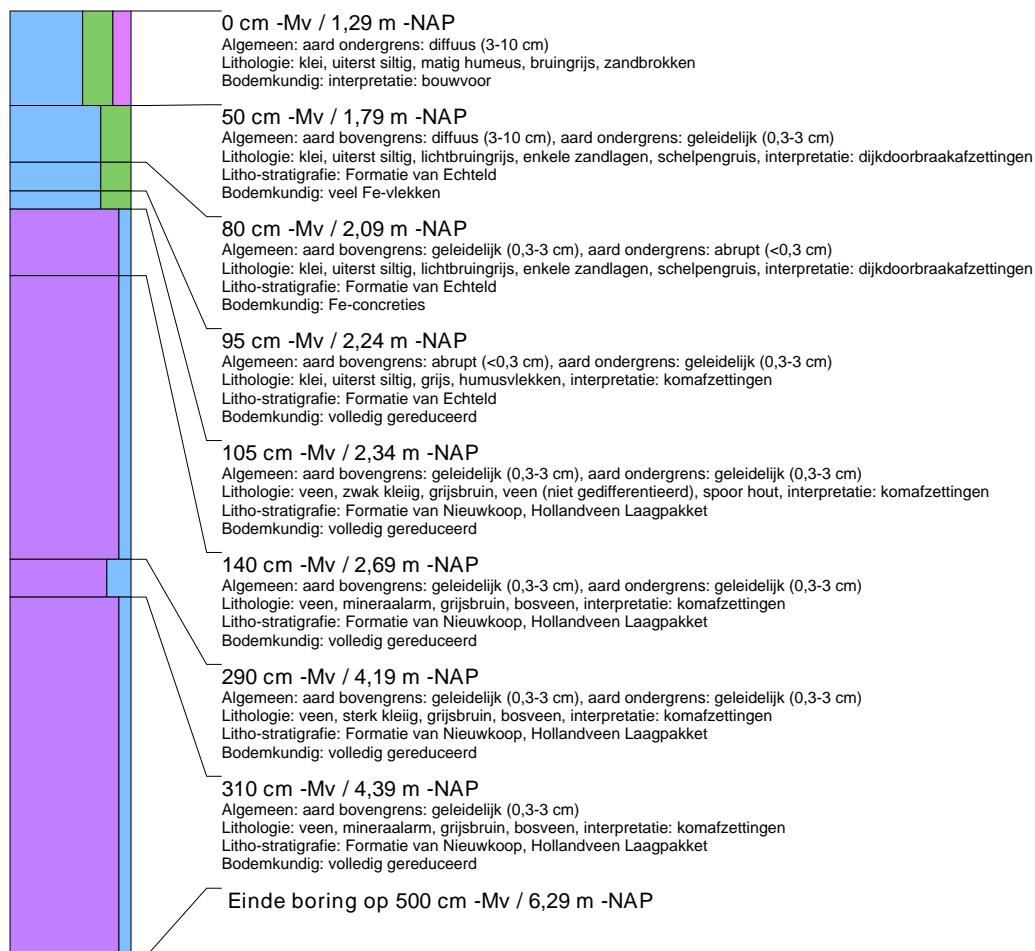 0 cm -Mv / 1,29 m -NAP
Algemeen: aard ondergrens: diffuus (3-10 cm)
Lithologie: klei, uiterst siltig, matig humeus, bruingrijs, zandbrokken
Bodemkundig: interpretatie: bouwvoor
50 cm -Mv / 1,79 m -NAP
Algemeen: aard bovengrens: diffuus (3-10 cm), aard ondergrens: geleidelijk (0,3-3 cm)
Lithologie: klei, uiterst siltig, lichtbruingrijs, enkele zandlagen, schelpengruis, interpretatie: dijkdoorbraakafzettingen
Litho-stratigrafie: Formatie van Echteld
Bodemkundig: veel Fe-vlekken
80 cm -Mv / 2,09 m -NAP
Algemeen: aard bovengrens: geleidelijk (0,3-3 cm), aard ondergrens: abrupt (<0,3 cm)
Lithologie: klei, uiterst siltig, lichtbruingrijs, enkele zandlagen, schelpengruis, interpretatie: dijkdoorbraakafzettingen
Litho-stratigrafie: Formatie van Echteld
Bodemkundig: Fe-concreties
95 cm -Mv / 2,24 m -NAP
Algemeen: aard bovengrens: abrupt (<0,3 cm), aard ondergrens: geleidelijk (0,3-3 cm)
Lithologie: klei, uiterst siltig, grijs, humusvlekken, interpretatie: komafzettingen
Litho-stratigrafie: Formatie van Echteld
Bodemkundig: volledig gereduceerd
105 cm -Mv / 2,34 m -NAP
Algemeen: aard bovengrens: geleidelijk (0,3-3 cm), aard ondergrens: geleidelijk (0,3-3 cm)
Lithologie: veen, zwak kleiig, grijsbruin, veen (niet gedifferentieerd), spoor hout, interpretatie: komafzettingen
Litho-stratigrafie: Formatie van Nieuwkoop, Hollandveen Laagpakket
Bodemkundig: volledig gereduceerd
140 cm -Mv / 2,69 m -NAP
Algemeen: aard bovengrens: geleidelijk (0,3-3 cm), aard ondergrens: geleidelijk (0,3-3 cm)
Lithologie: veen, mineraalarm, grijsbruin, bosveen, interpretatie: komafzettingen
Litho-stratigrafie: Formatie van Nieuwkoop, Hollandveen Laagpakket
Bodemkundig: volledig gereduceerd
290 cm -Mv / 4,19 m -NAP
Algemeen: aard bovengrens: geleidelijk (0,3-3 cm), aard ondergrens: geleidelijk (0,3-3 cm)
Lithologie: veen, sterk kleiig, grijsbruin, bosveen, interpretatie: komafzettingen
Litho-stratigrafie: Formatie van Nieuwkoop, Hollandveen Laagpakket
Bodemkundig: volledig gereduceerd
310 cm -Mv / 4,39 m -NAP
Algemeen: aard bovengrens: geleidelijk (0,3-3 cm)
Lithologie: veen, mineraalarm, grijsbruin, bosveen, interpretatie: komafzettingen
Litho-stratigrafie: Formatie van Nieuwkoop, Hollandveen Laagpakket
Bodemkundig: volledig gereduceerd
Einde boring op 500 cm -Mv / 6,29 m -NAP